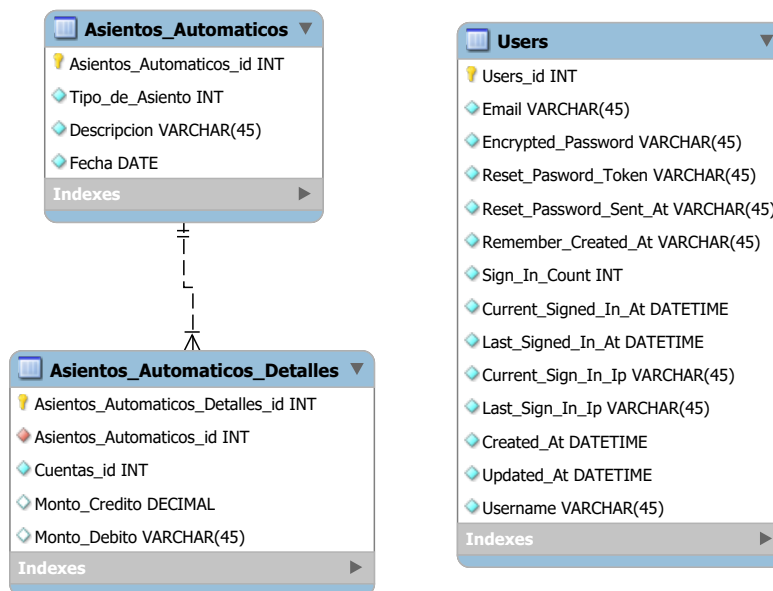 Asientos_Automaticos
Asientos_Automaticos_id INT
Tipo_de_Asiento INT
Descripcion VARCHAR(45)
Fecha DATE
Indexes
Asientos_Automaticos_Detalles
Asientos_Automaticos_Detalles_id INT
Asientos_Automaticos_id INT
Cuentas_id INT
Monto_Credito DECIMAL
Monto_Debito VARCHAR(45)
Indexes
Users
Users_id INT
Email VARCHAR(45)
Encrypted_Password VARCHAR(45)
Reset_Pasword_Token VARCHAR(45)
Reset_Password_Sent_At VARCHAR(45)
Remember_Created_At VARCHAR(45)
Sign_In_Count INT
Current_Signed_In_At DATETIME
Last_Signed_In_At DATETIME
Current_Sign_In_Ip VARCHAR(45)
Last_Sign_In_Ip VARCHAR(45)
Created_At DATETIME
Updated_At DATETIME
Username VARCHAR(45)
Indexes